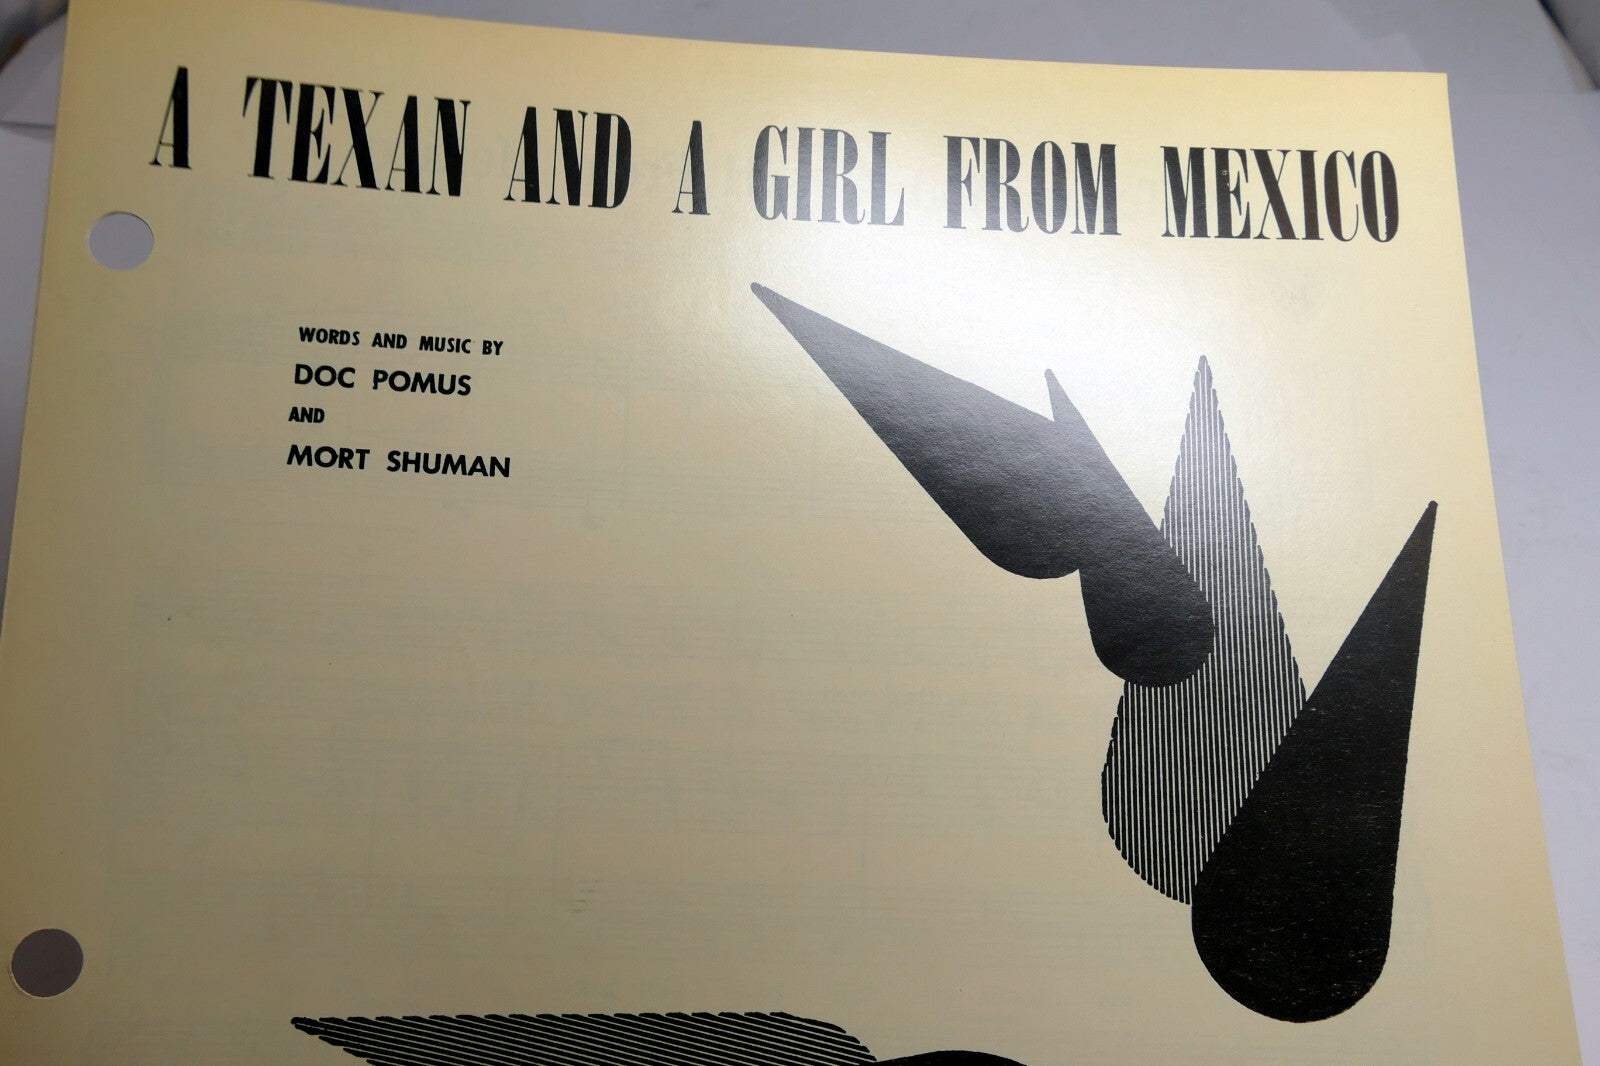 A TEXAN AND A GIRL FROM MEXICO
WORDS AND MUSIC BY
DOC POMUS
AND
MORT SHUMAN